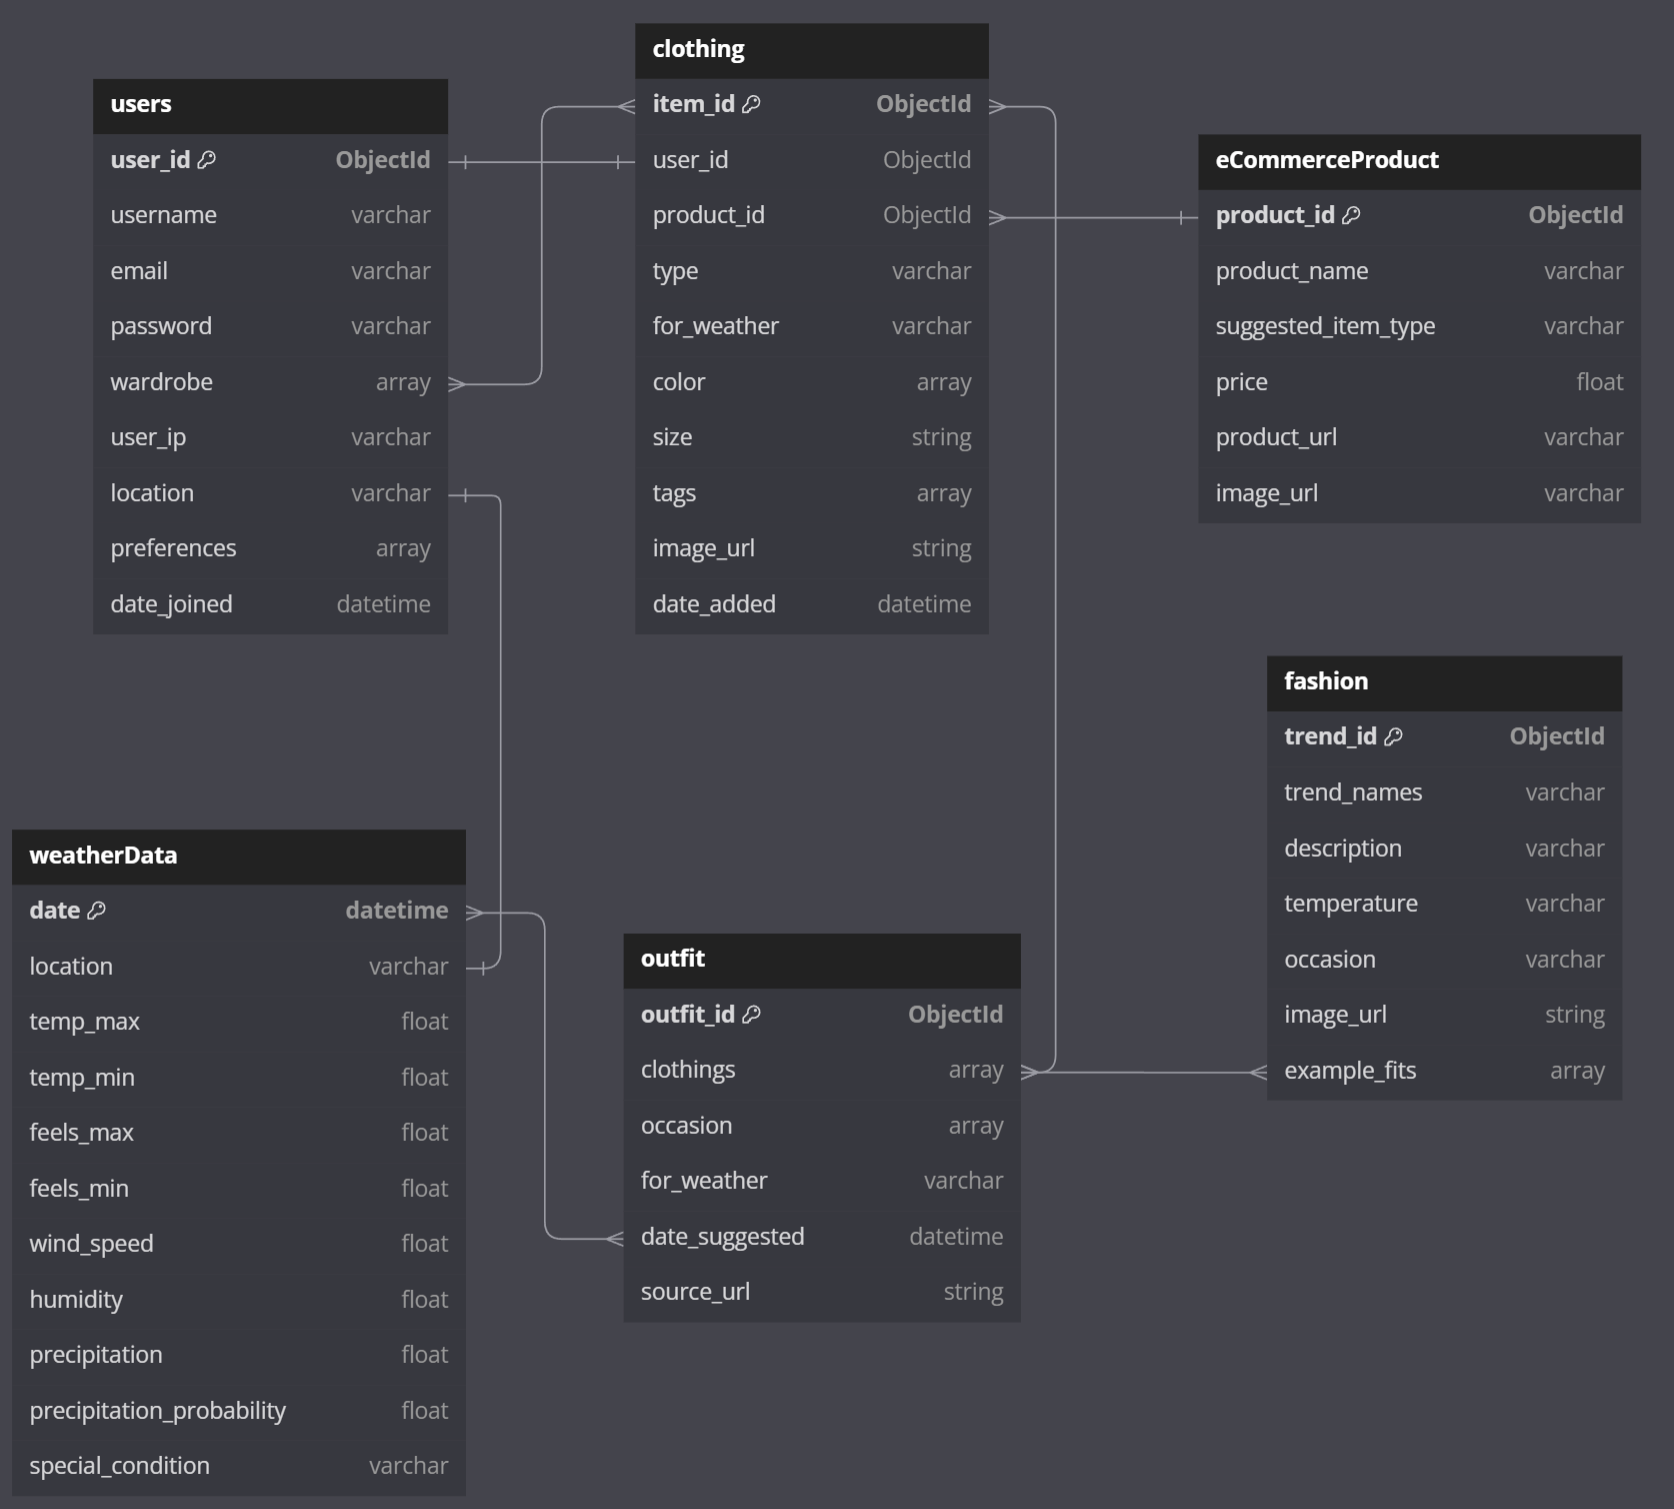 users
user_id ObjectId
username varchar
email varchar
password varchar
wardrobe array
user_ip varchar
location varchar
preferences array
date_joined datetime
clothing
item_id ObjectId
user_id ObjectId
product_id ObjectId
type varchar
for_weather varchar
color array
size string
tags array
image_url string
date_added datetime
eCommerceProduct
product_id ObjectId
product_name varchar
suggested_item_type varchar
price float
product_url varchar
image_url varchar
fashion
trend_id ObjectId
trend_names varchar
description varchar
temperature varchar
occasion varchar
image_url string
example_fits array
weatherData
date datetime
location varchar
temp_max float
temp_min float
feels_max float
feels_min float
wind_speed float
humidity float
precipitation float
precipitation_probability float
special_condition varchar
outfit
outfit_id ObjectId
clothings array
occasion array
for_weather varchar
date_suggested datetime
source_url string